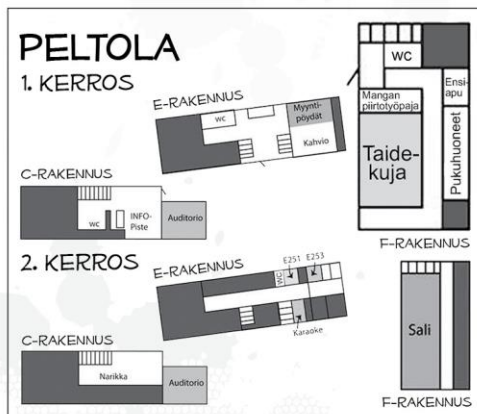 PELTOLA
1. KERROS
E-RAKENNUS
WC
Myynti-
pöydät
Kahvio
C-RAKENNUS
WC
INFO-
Piste
Auditorio
WC
Mangan
piirtotyöpaja
Ensi-
apu
Taide-
kuja
Pukuhuoneet
F-RAKENNUS
2. KERROS
E-RAKENNUS
WC
E251
E253
Karaoke
C-RAKENNUS
Narikka
Auditorio
Sali
F-RAKENNUS